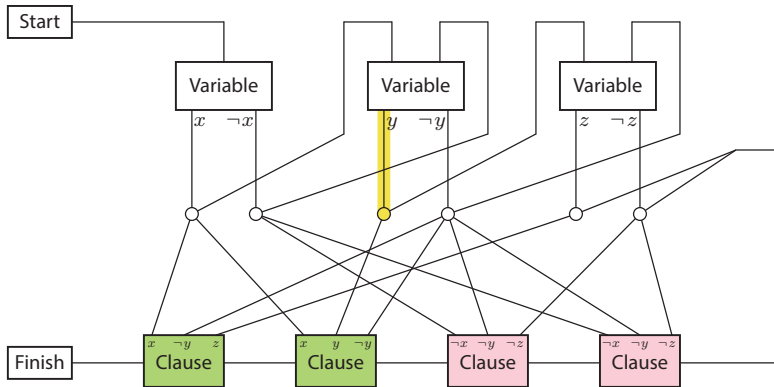 Start
Variable Variable Variable
x ¬x y ¬y z ¬z
x ¬y z x y ¬y ¬x ¬y ¬z ¬x ¬y ¬z
Finish Clause Clause Clause Clause